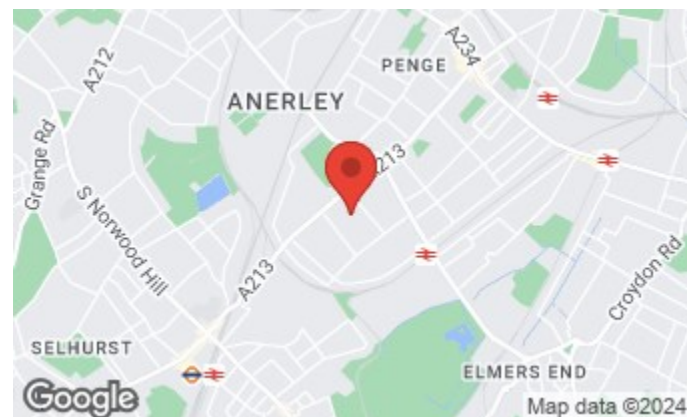 A212
A234
PENGE
ANERLEY
Grange Rd
A213
S Norwood Hill
A213
Croydon Rd
SELHURST
ELMERS END
Google
Map data ©2024